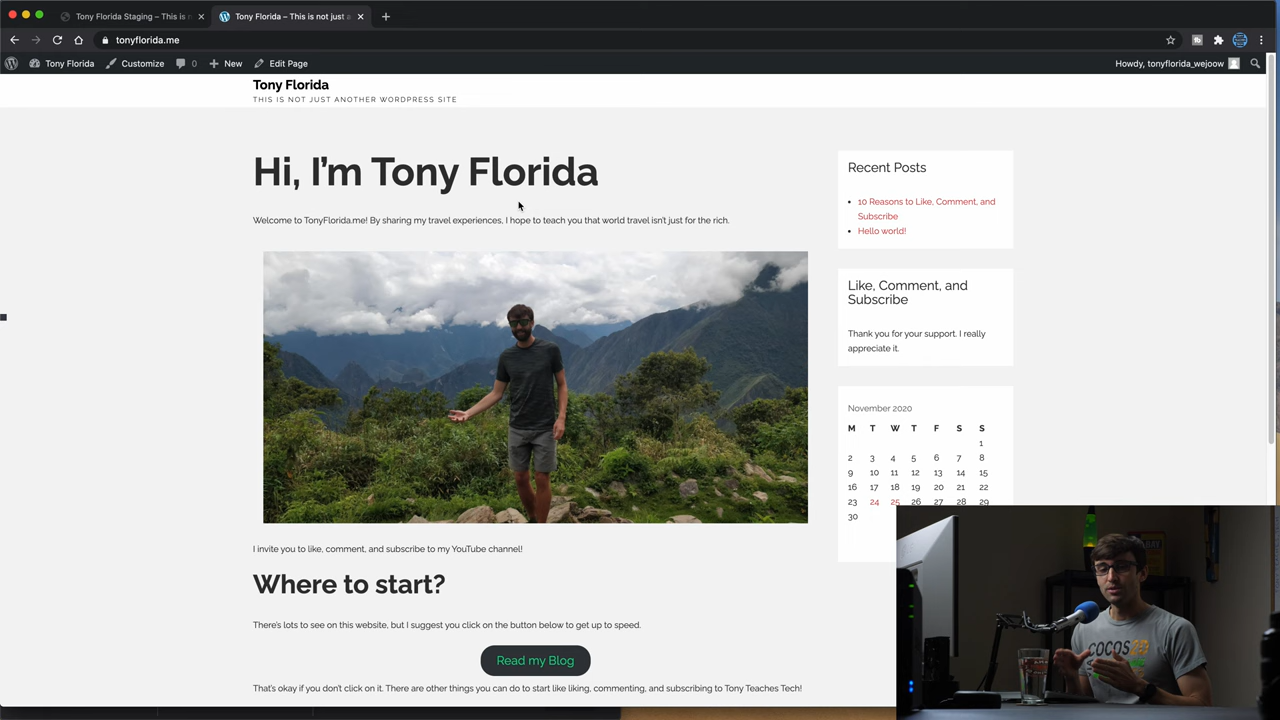 Tony Florida Staging – This is n
Tony Florida – This is not just a
tonyflorida.me
Tony Florida
Customize
0
New
Edit Page
Howdy, tonyflorida_wejoow
Tony Florida
THIS IS NOT JUST ANOTHER WORDPRESS SITE
Hi, I'm Tony Florida
Welcome to TonyFlorida.me! By sharing my travel experiences, I hope to teach you that world travel isn't just for the rich.
I invite you to like, comment, and subscribe to my YouTube channel!
Where to start?
There's lots to see on this website, but I suggest you click on the button below to get up to speed.
Read my Blog
That's okay if you don't click on it. There are other things you can do to start like liking, commenting, and subscribing to Tony Teaches Tech!
Recent Posts
10 Reasons to Like, Comment, and
Subscribe
Hello world!
Like, Comment, and
Subscribe
Thank you for your support. I really
appreciate it.
November 2020
M T W T F S S
1
2 3 4 5 6 7 8
9 10 11 12 13 14 15
16 17 18 19 20 21 22
23 24 25 26 27 28 29
30
COCOS